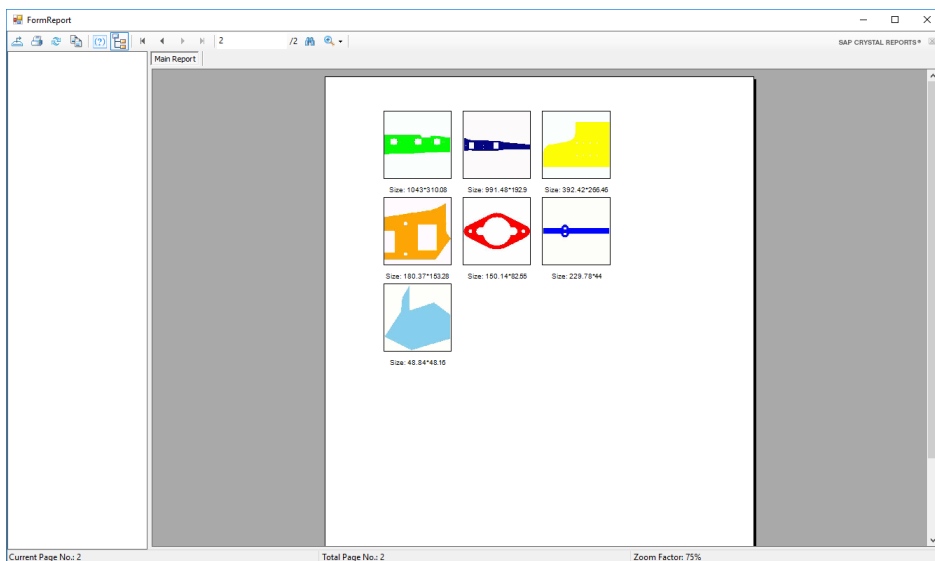 FormReport
2 /2 SAP CRYSTAL REPORTS®
Main Report
Size: 1043*310.08 Size: 991.48*192.9 Size: 392.42*266.46
Size: 180.37*153.28 Size: 150.14*82.55 Size: 229.78*44
Size: 48.84*48.16
Current Page No.: 2 Total Page No.: 2 Zoom Factor: 75%